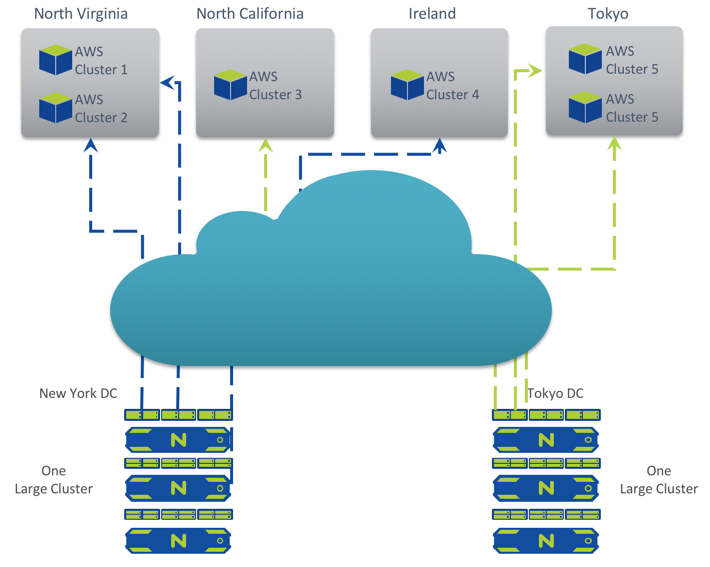 North Virginia
North California
Ireland
Tokyo
AWS
Cluster 1
AWS
Cluster 2
AWS
Cluster 3
AWS
Cluster 4
AWS
Cluster 5
AWS
Cluster 5
New York DC
Tokyo DC
N
N
One
Large Cluster
N
N
One
Large Cluster
N
N